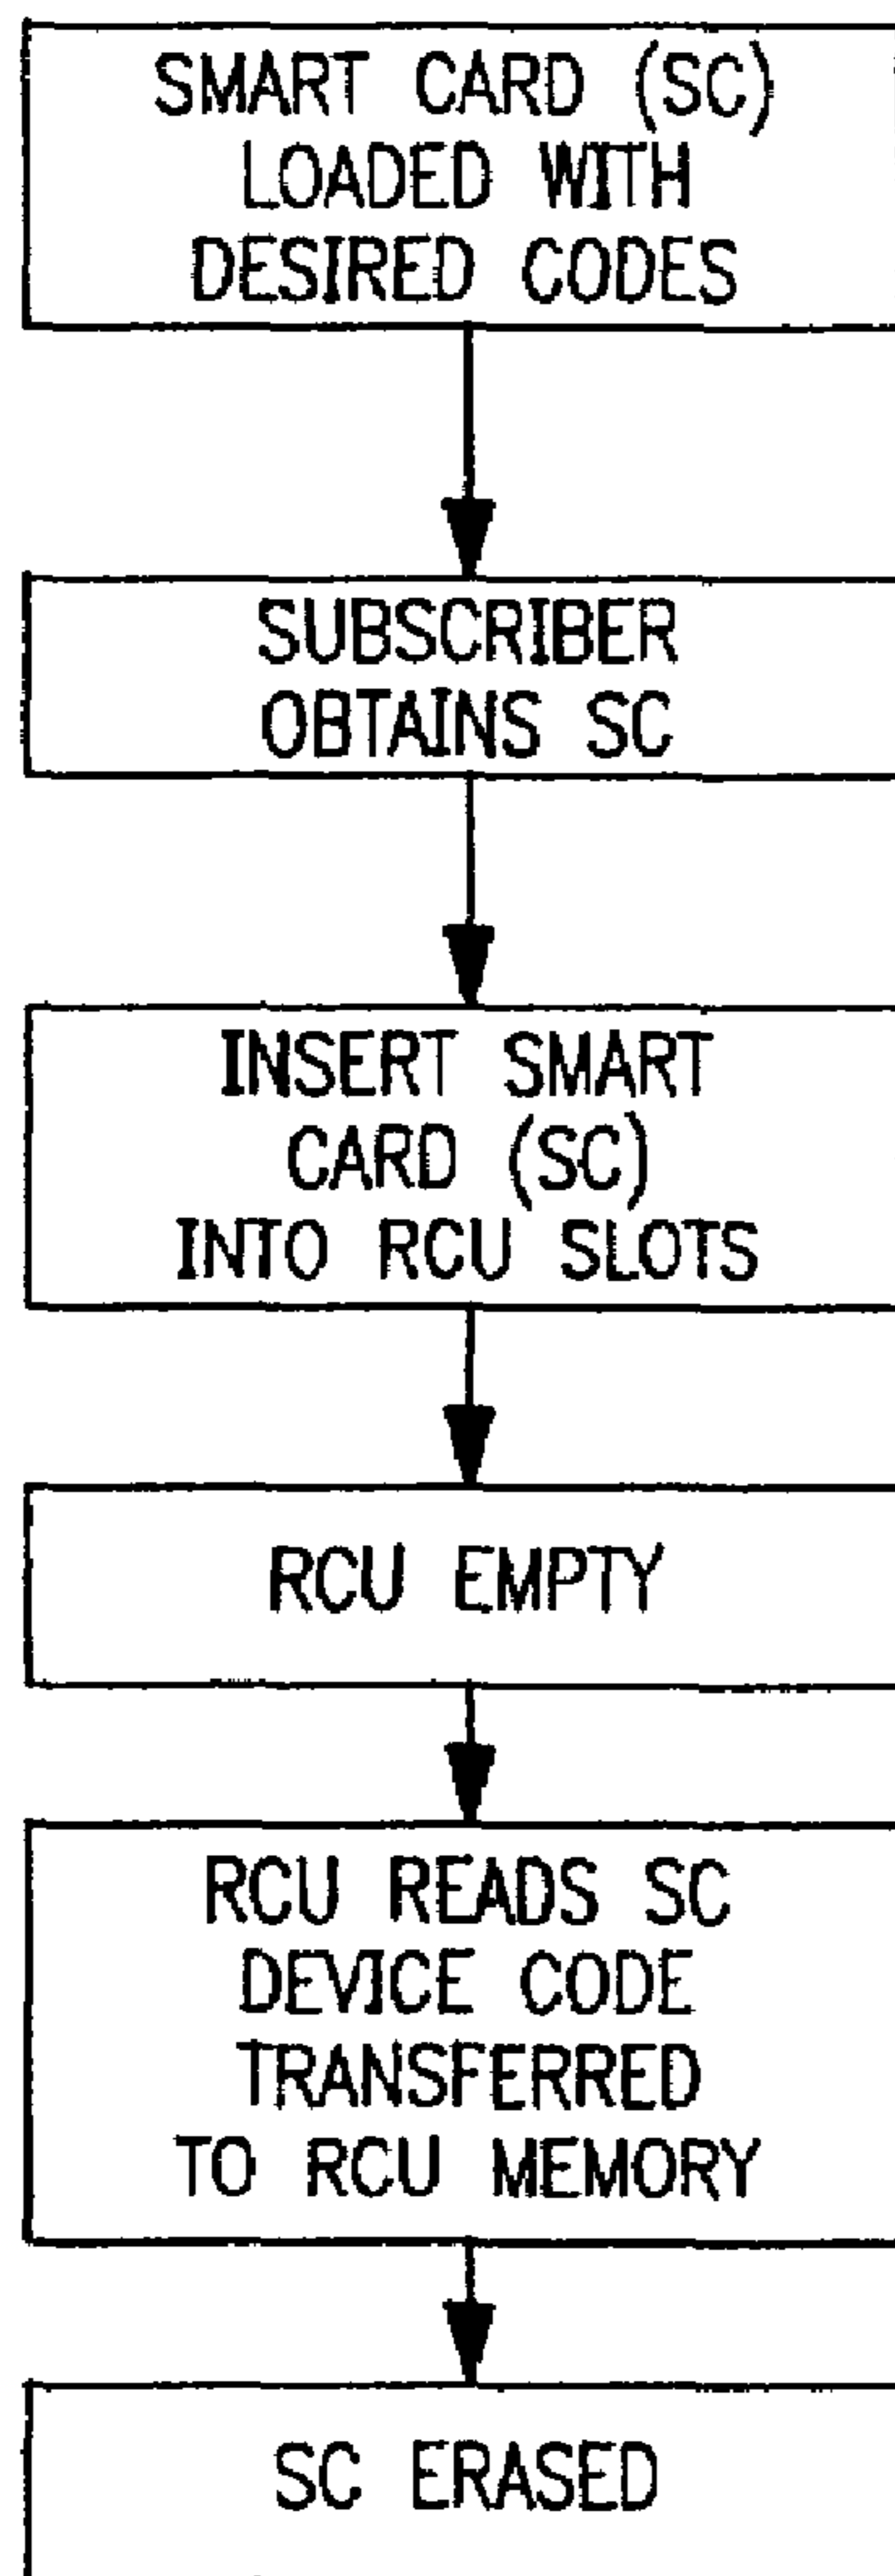 SMART CARD (SC)
LOADED WITH
DESIRED CODES
SUBSCRIBER
OBTAINS SC
INSERT SMART
CARD (SC)
INTO RCU SLOTS
RCU EMPTY
RCU READS SC
DEVICE CODE
TRANSFERRED
TO RCU MEMORY
SC ERASED